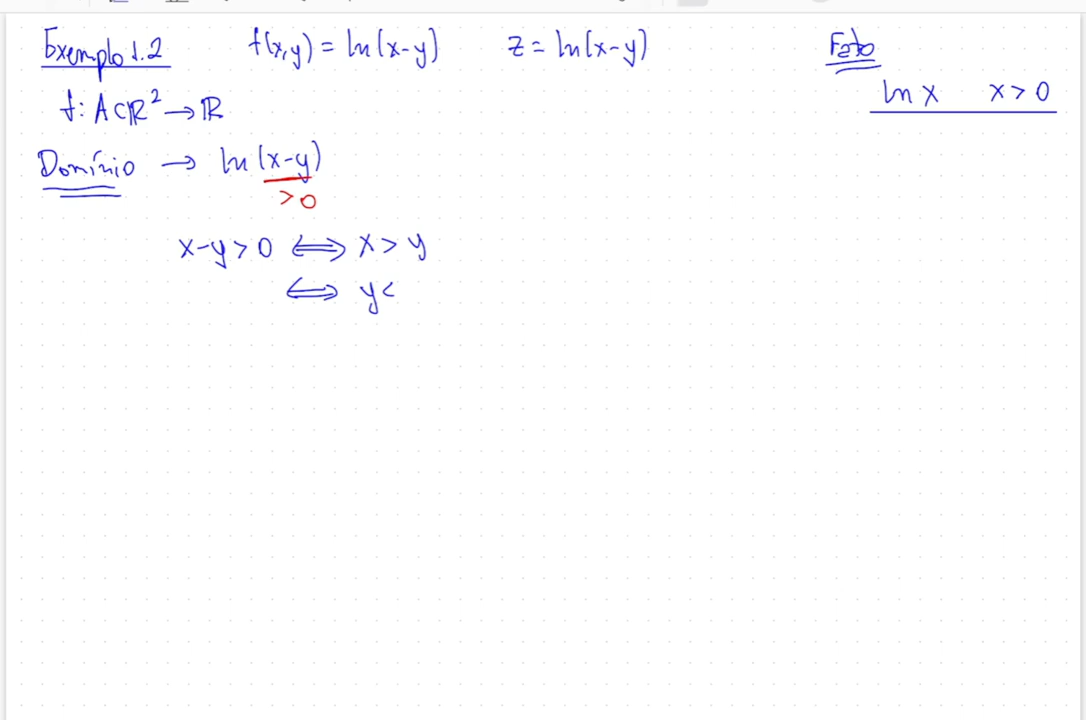 Exemplo 1.2 f(x,y) = ln(x-y) z = ln(x-y) Fato
f: A⊂ℝ² → ℝ ln x x > 0
Domínio → ln(x-y)
> 0
x-y > 0 ⟺ x > y
⟺ y <